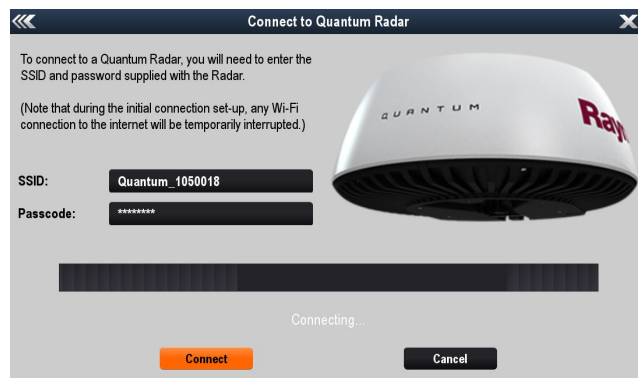 Connect to Quantum Radar
To connect to a Quantum Radar, you will need to enter the
SSID and password supplied with the Radar.
(Note that during the initial connection set-up, any Wi-Fi
connection to the internet will be temporarily interrupted.)
QUANTUM
Ray
SSID:
Quantum_1050018
Passcode:
********
Connecting...
Connect
Cancel